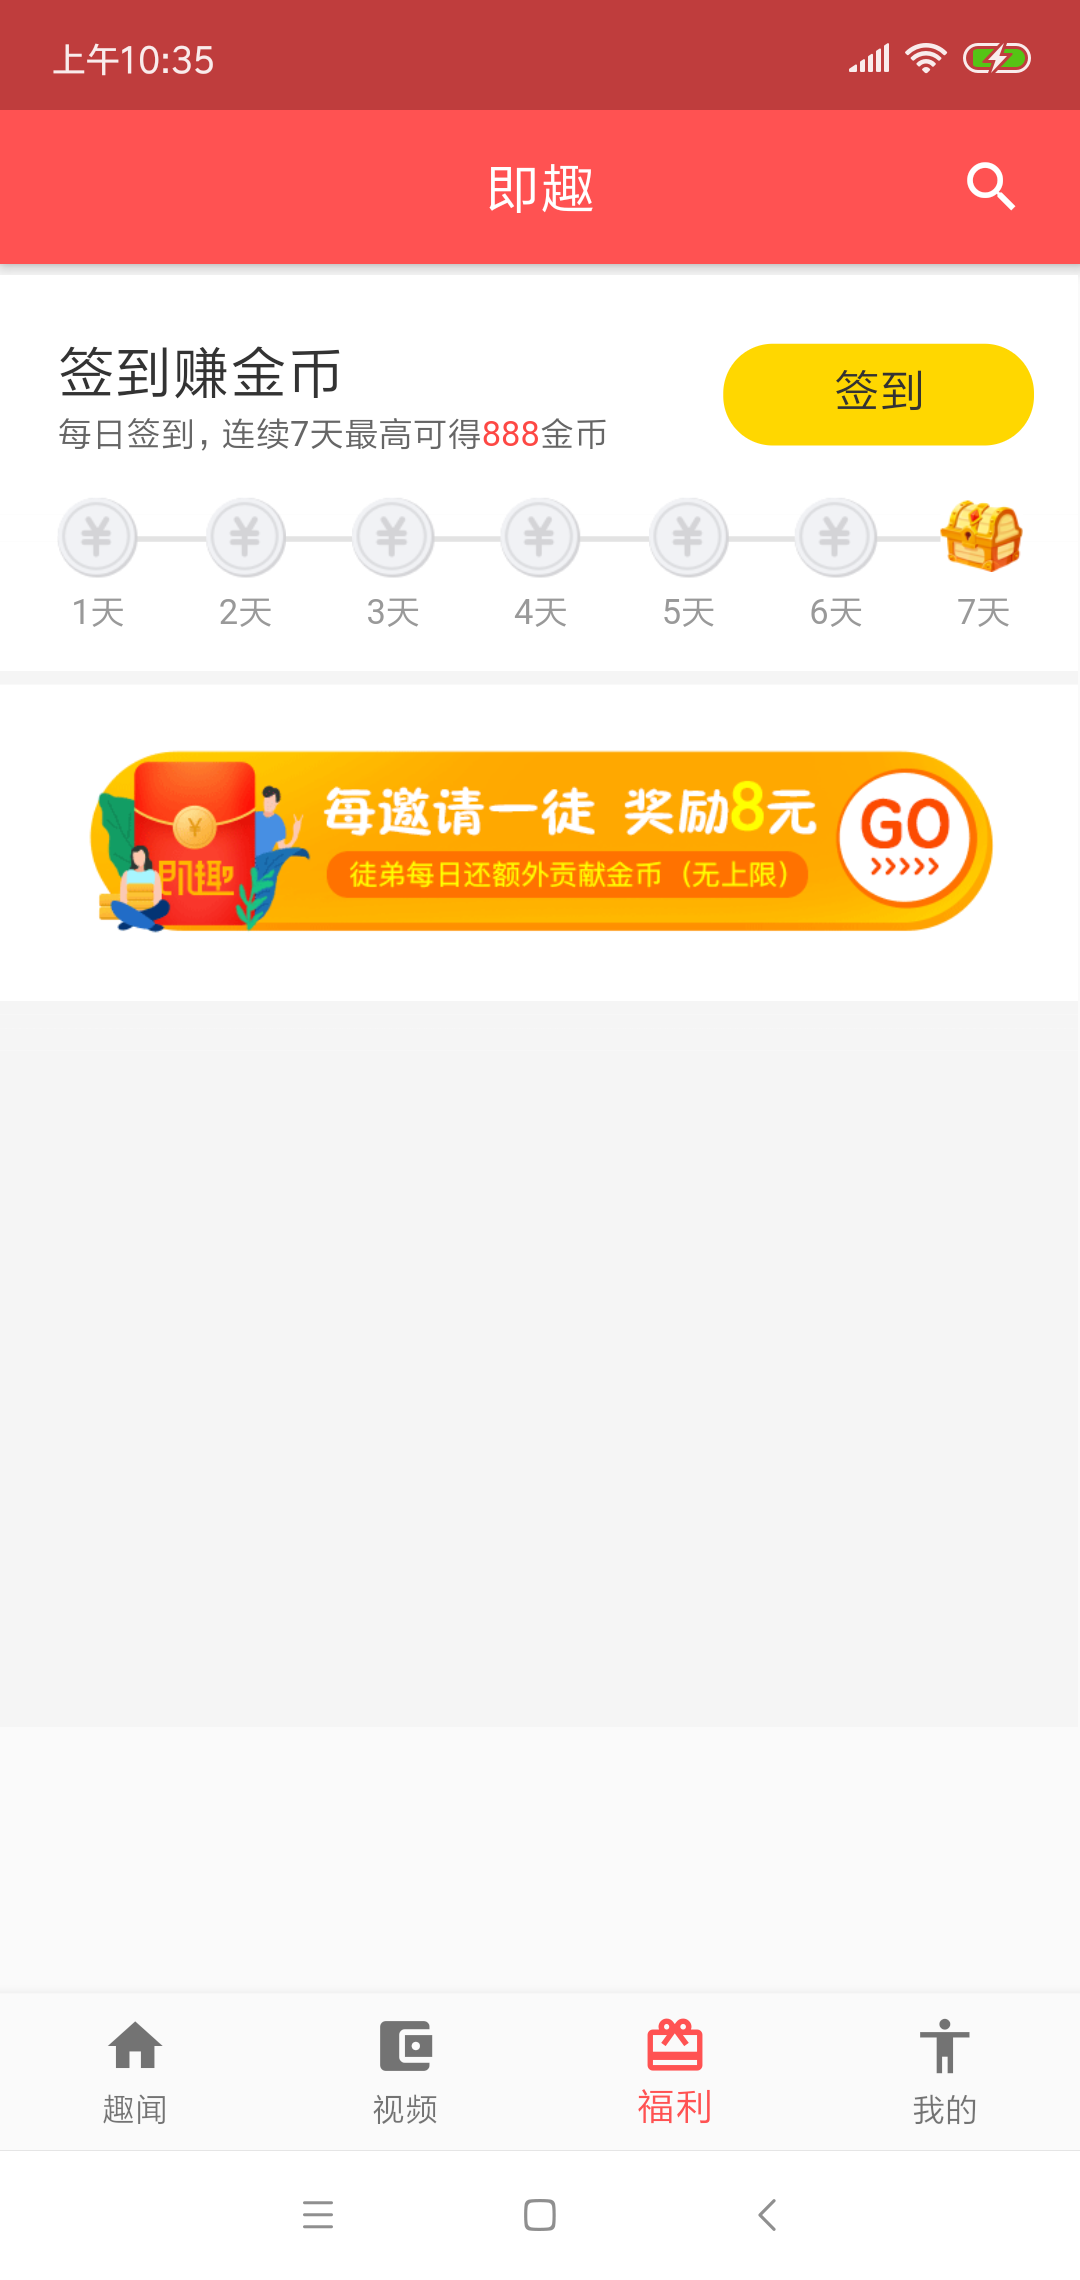 上午10:35
即趣
签到赚金币
签到
每日签到，连续7天最高可得888金币
1天 2天 3天 4天 5天 6天 7天
每邀请一徒 奖励8元
GO
徒弟每日还额外贡献金币（无上限）
>>>>>
即趣
趣闻 视频 福利 我的